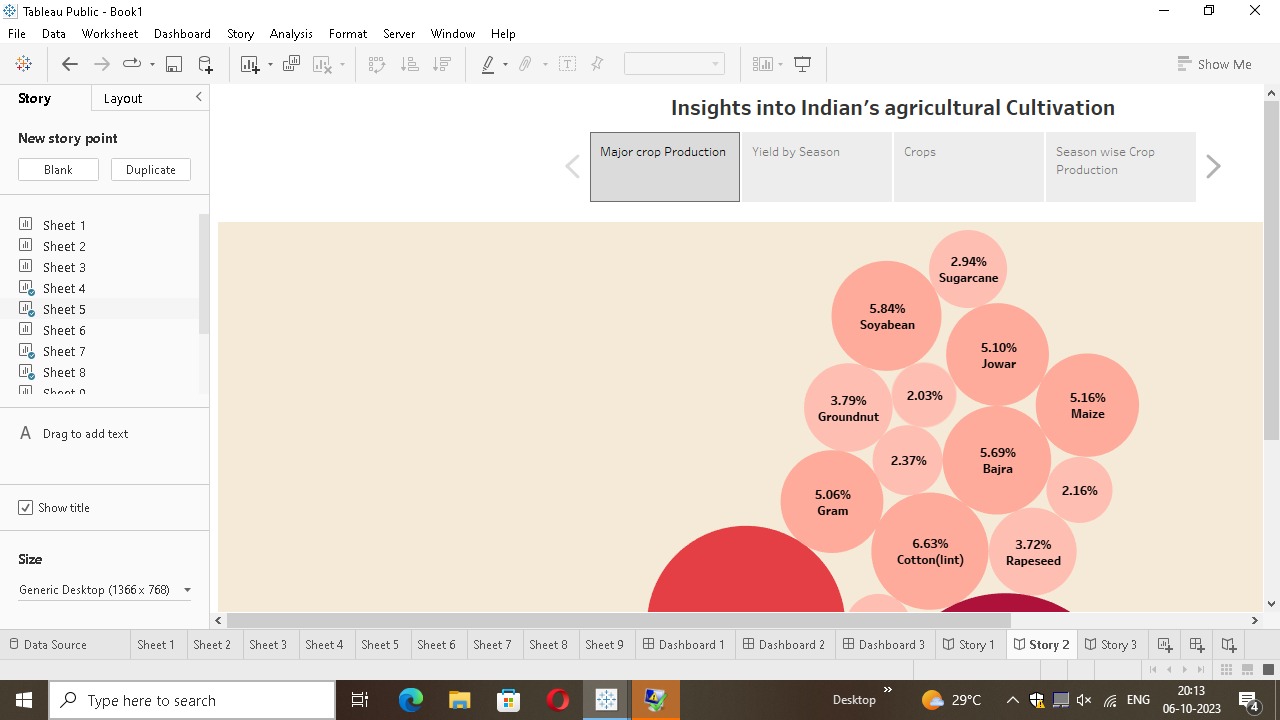 Tableau Public - Book1
File Data Worksheet Dashboard Story Analysis Format Server Window Help
Show Me
Story Layout
New story point
Blank Duplicate
Sheet 1
Sheet 2
Sheet 3
Sheet 4
Sheet 5
Sheet 6
Sheet 7
Sheet 8
A Drag to add text
Show title
Size
Generic Desktop (1366 x 768)
Insights into Indian's agricultural Cultivation
Major crop Production
Yield by Season
Crops
Season wise Crop
Production
2.94%
Sugarcane
5.84%
Soyabean
5.10%
Jowar
5.16%
Maize
3.79%
Groundnut
2.03%
5.69%
Bajra
2.37%
2.16%
5.06%
Gram
6.63%
Cotton(lint)
3.72%
Rapeseed
Data Source Sheet 1 Sheet 2 Sheet 3 Sheet 4 Sheet 5 Sheet 6 Sheet 7 Sheet 8 Sheet 9 Dashboard 1 Dashboard 2 Dashboard 3 Story 1 Story 2 Story 3
Type here to search
Desktop
29°C
ENG
20:13
06-10-2023
4